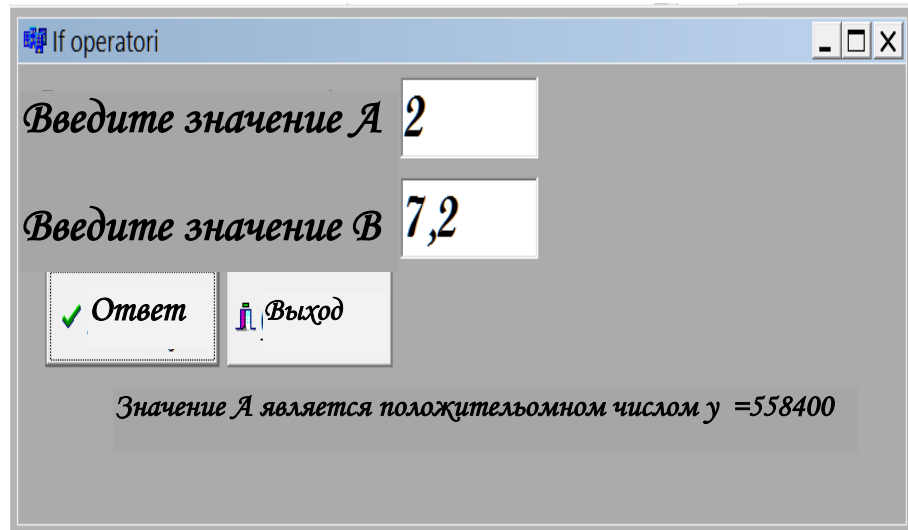 If operatori
Введите значение А 2
Введите значение В 7,2
Ответ Выход
Значение А является положительомном числом у =558400